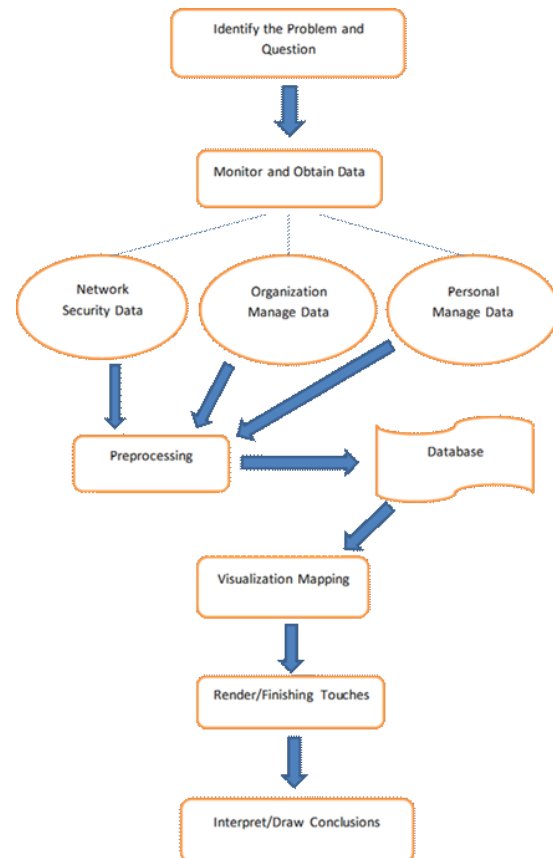 Identify the Problem and
Question
Monitor and Obtain Data
Network
Security Data
Organization
Manage Data
Personal
Manage Data
Preprocessing
Database
Visualization Mapping
Render/Finishing Touches
Interpret/Draw Conclusions